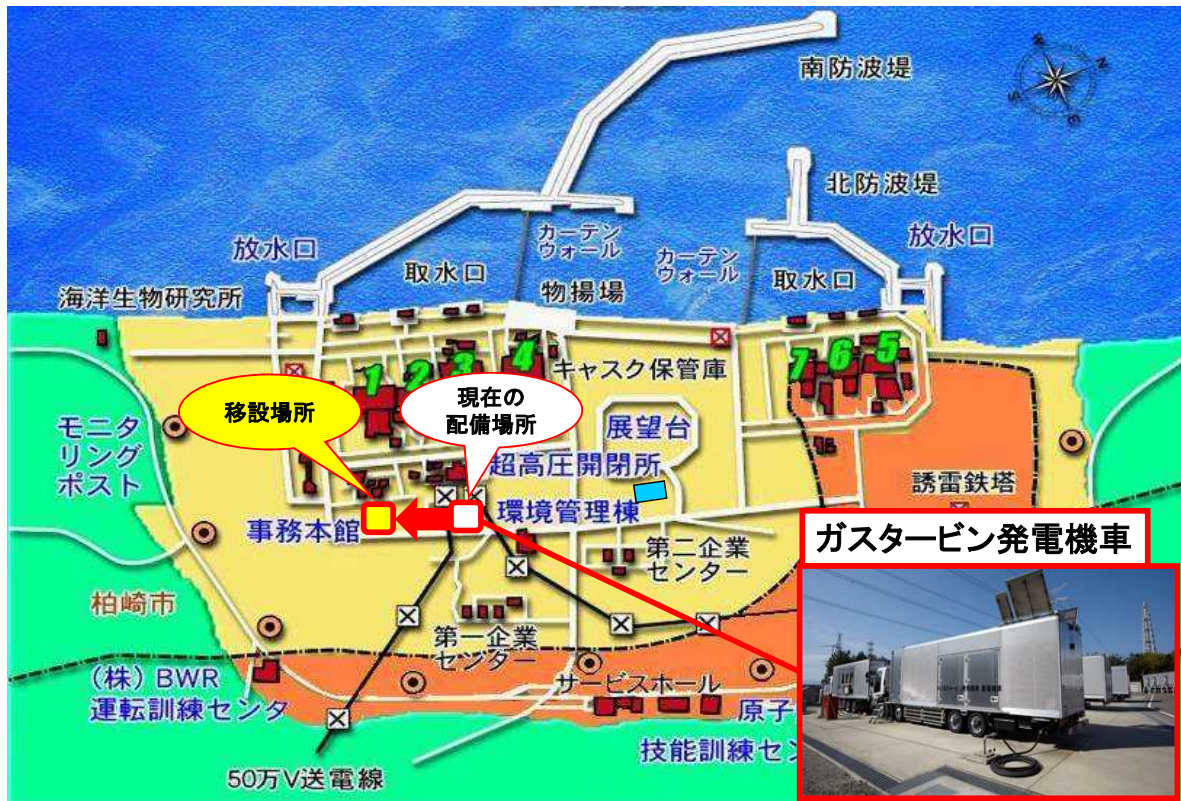 南防波堤
N
S
E
北防波堤
放水口
カーテン
ウォール
放水口
取水口
カーテン
ウォール
取水口
海洋生物研究所
物揚場
1
2
3
4
キャスク保管庫
7
6
5
移設場所
現在の
配備場所
展望台
モニタ
リング
ポスト
超高圧開閉所
誘雷鉄塔
事務本館
環境管理棟
ガスタービン発電機車
第二企業
センター
柏崎市
第一企業
センター
(株)BWR
運転訓練センタ
サービスホール
原子
技能訓練セン
50万V送電線